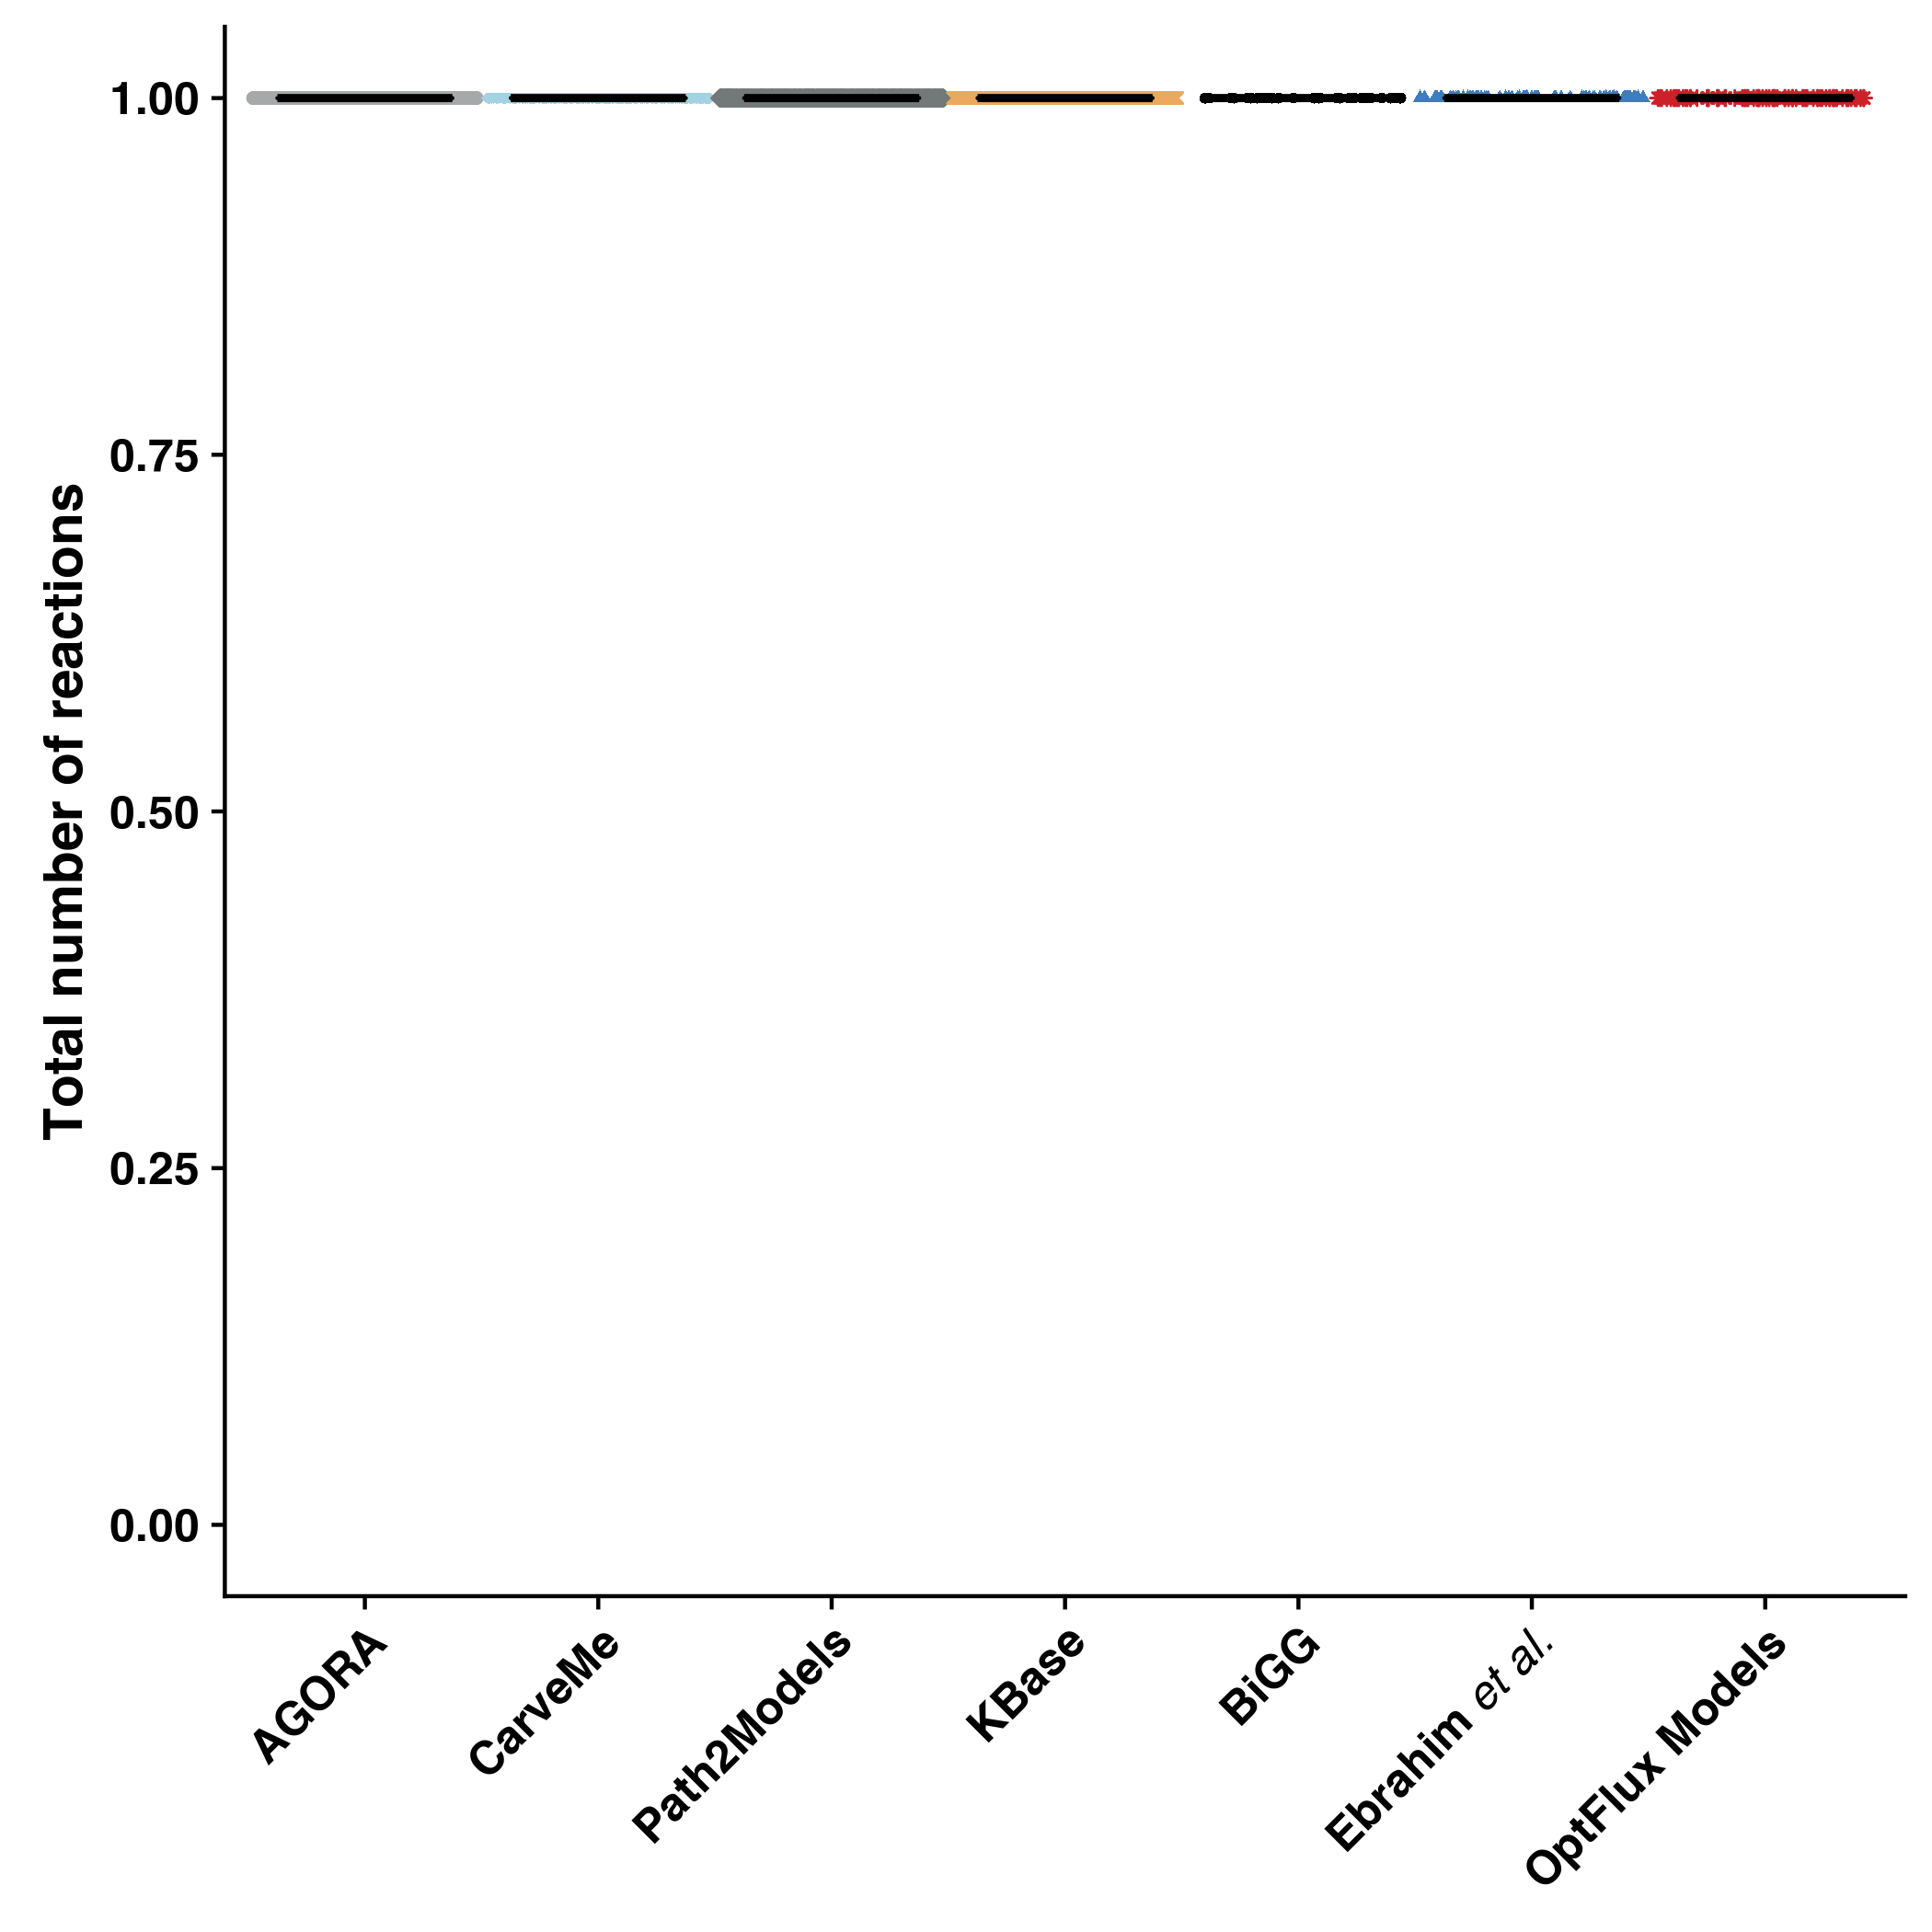 Total number of reactions
1.00
0.75
0.50
0.25
0.00
AGORA
CarveMe
Path2Models
KBase
BiGG
Ebrahim et al.
OptFlux Models